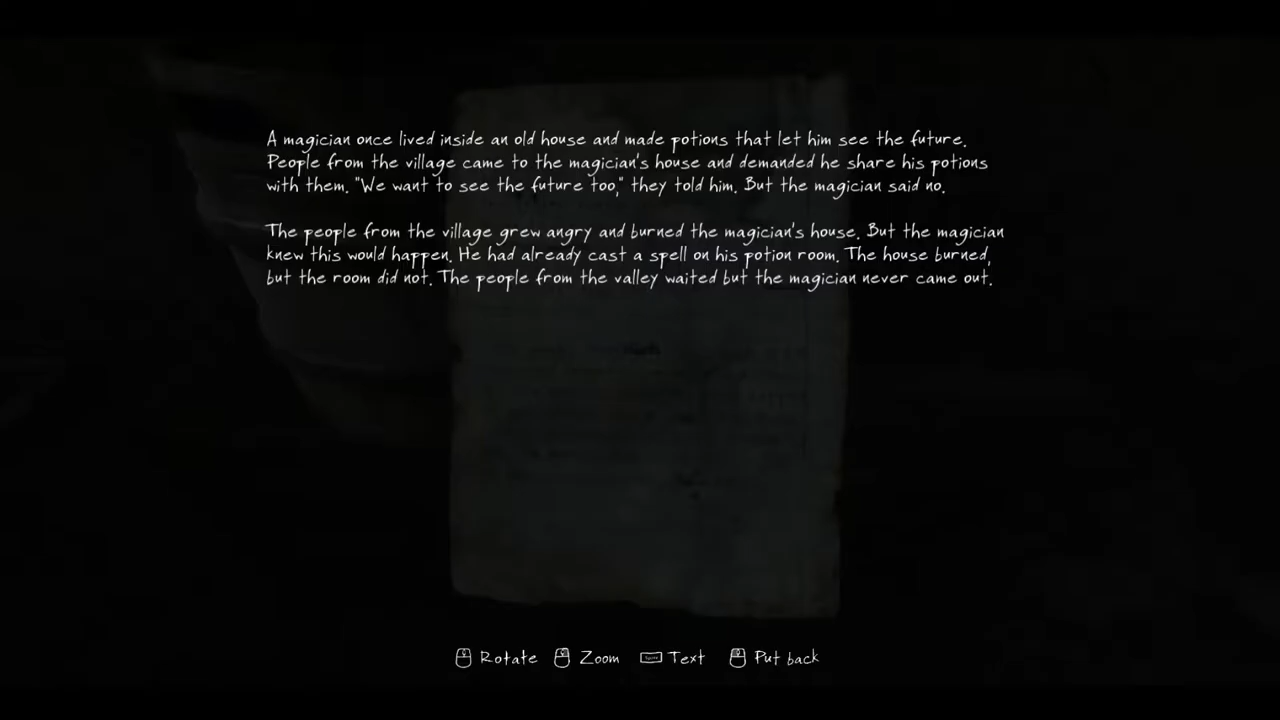 A magician once lived inside an old house and made potions that let him see the future.
People from the village came to the magician's house and demanded he share his potions
with them. "We want to see the future too," they told him. But the magician said no.
The people from the village grew angry and burned the magician's house. But the magician
knew this would happen. He had already cast a spell on his potion room. The house burned,
but the room did not. The people from the valley waited but the magician never came out.
Rotate Zoom Text Put back